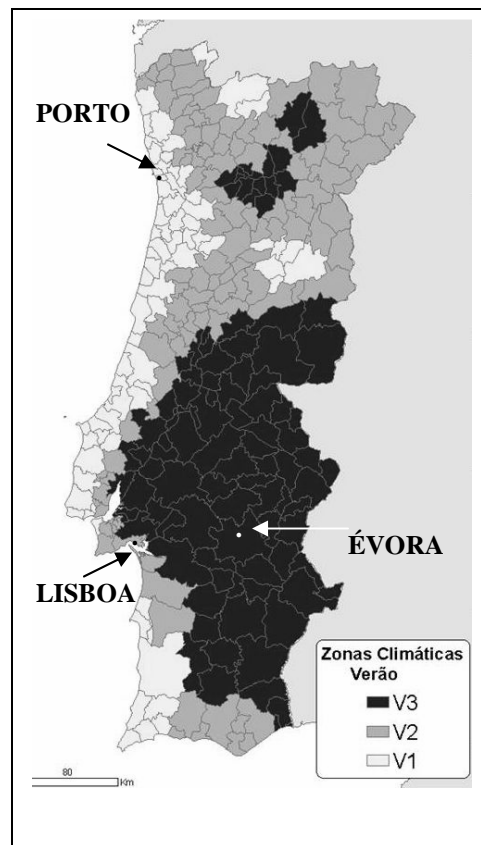 PORTO
ÉVORA
LISBOA
Zonas Climáticas
Verão
V3
V2
V1
80
Km